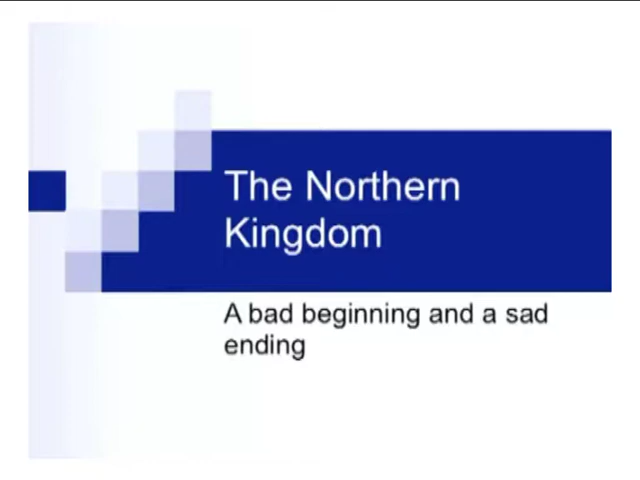 The Northern
Kingdom
A bad beginning and a sad
ending